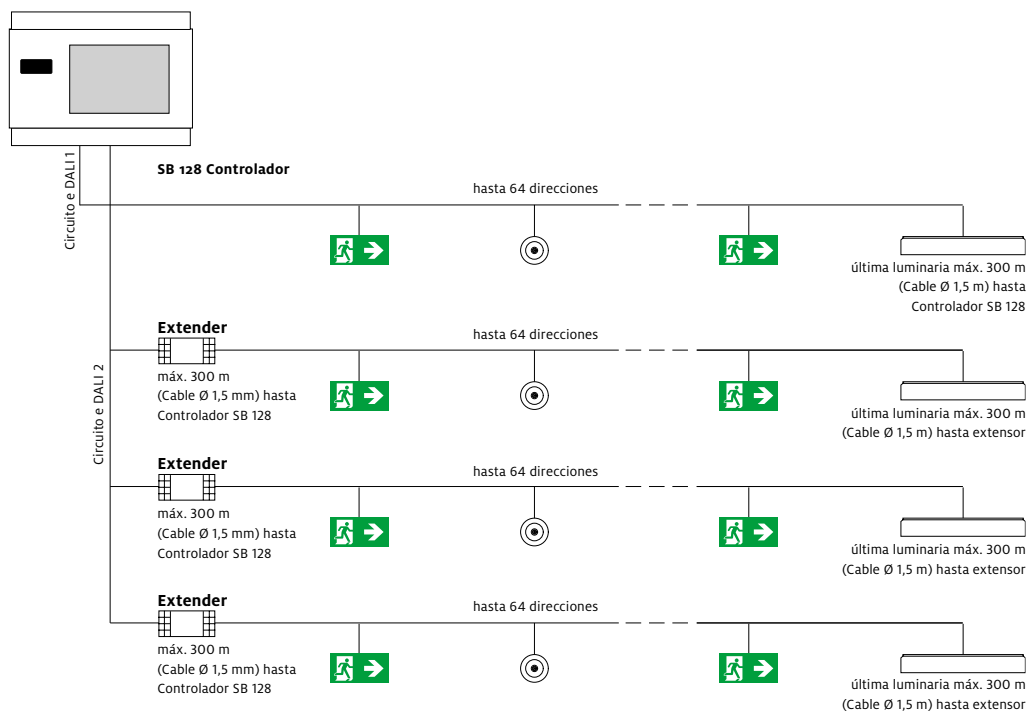 SB 128 Controlador
Circuito e DALI 1
hasta 64 direcciones
última luminaria máx. 300 m
(Cable Ø 1,5 m) hasta
Controlador SB 128
Circuito e DALI 2
Extender
máx. 300 m
(Cable Ø 1,5 mm) hasta
Controlador SB 128
hasta 64 direcciones
última luminaria máx. 300 m
(Cable Ø 1,5 m) hasta extensor
Extender
máx. 300 m
(Cable Ø 1,5 mm) hasta
Controlador SB 128
hasta 64 direcciones
última luminaria máx. 300 m
(Cable Ø 1,5 m) hasta extensor
Extender
máx. 300 m
(Cable Ø 1,5 mm) hasta
Controlador SB 128
hasta 64 direcciones
última luminaria máx. 300 m
(Cable Ø 1,5 m) hasta extensor